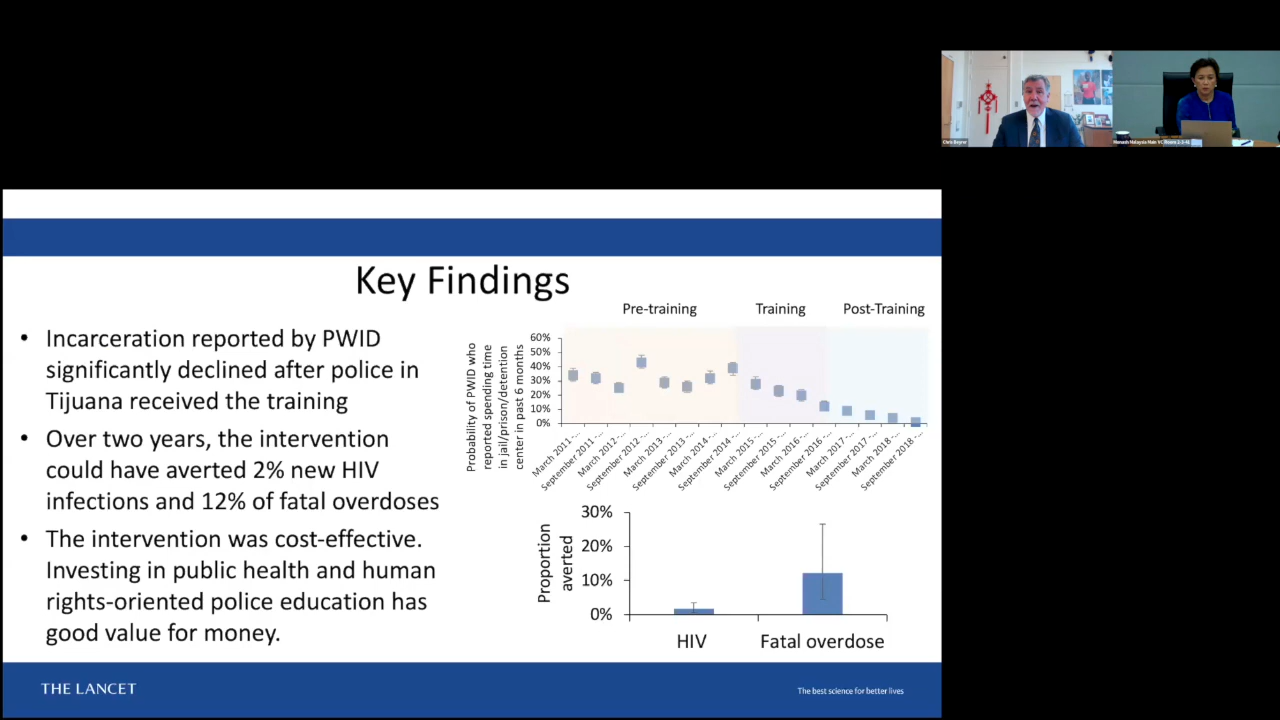 Chris Beyrer
Key Findings
• Incarceration reported by PWID
significantly declined after police in
Tijuana received the training
• Over two years, the intervention
could have averted 2% new HIV
infections and 12% of fatal overdoses
• The intervention was cost-effective.
Investing in public health and human
rights-oriented police education has
good value for money.
Pre-training Training Post-Training
Probability of PWID who
reported spending time
in jail/prison/detention
center in past 6 months
60%
50%
40%
30%
20%
10%
0%
March 2011 -...
September 2011 -...
March 2012 -...
September 2012 -...
March 2013 -...
September 2013 -...
March 2014 -...
September 2014 -...
March 2015 -...
September 2015 -...
March 2016 -...
September 2016 -...
March 2017 -...
September 2017 -...
March 2018 -...
September 2018 -...
Proportion
averted
30%
20%
10%
0%
HIV Fatal overdose
THE LANCET
The best science for better lives